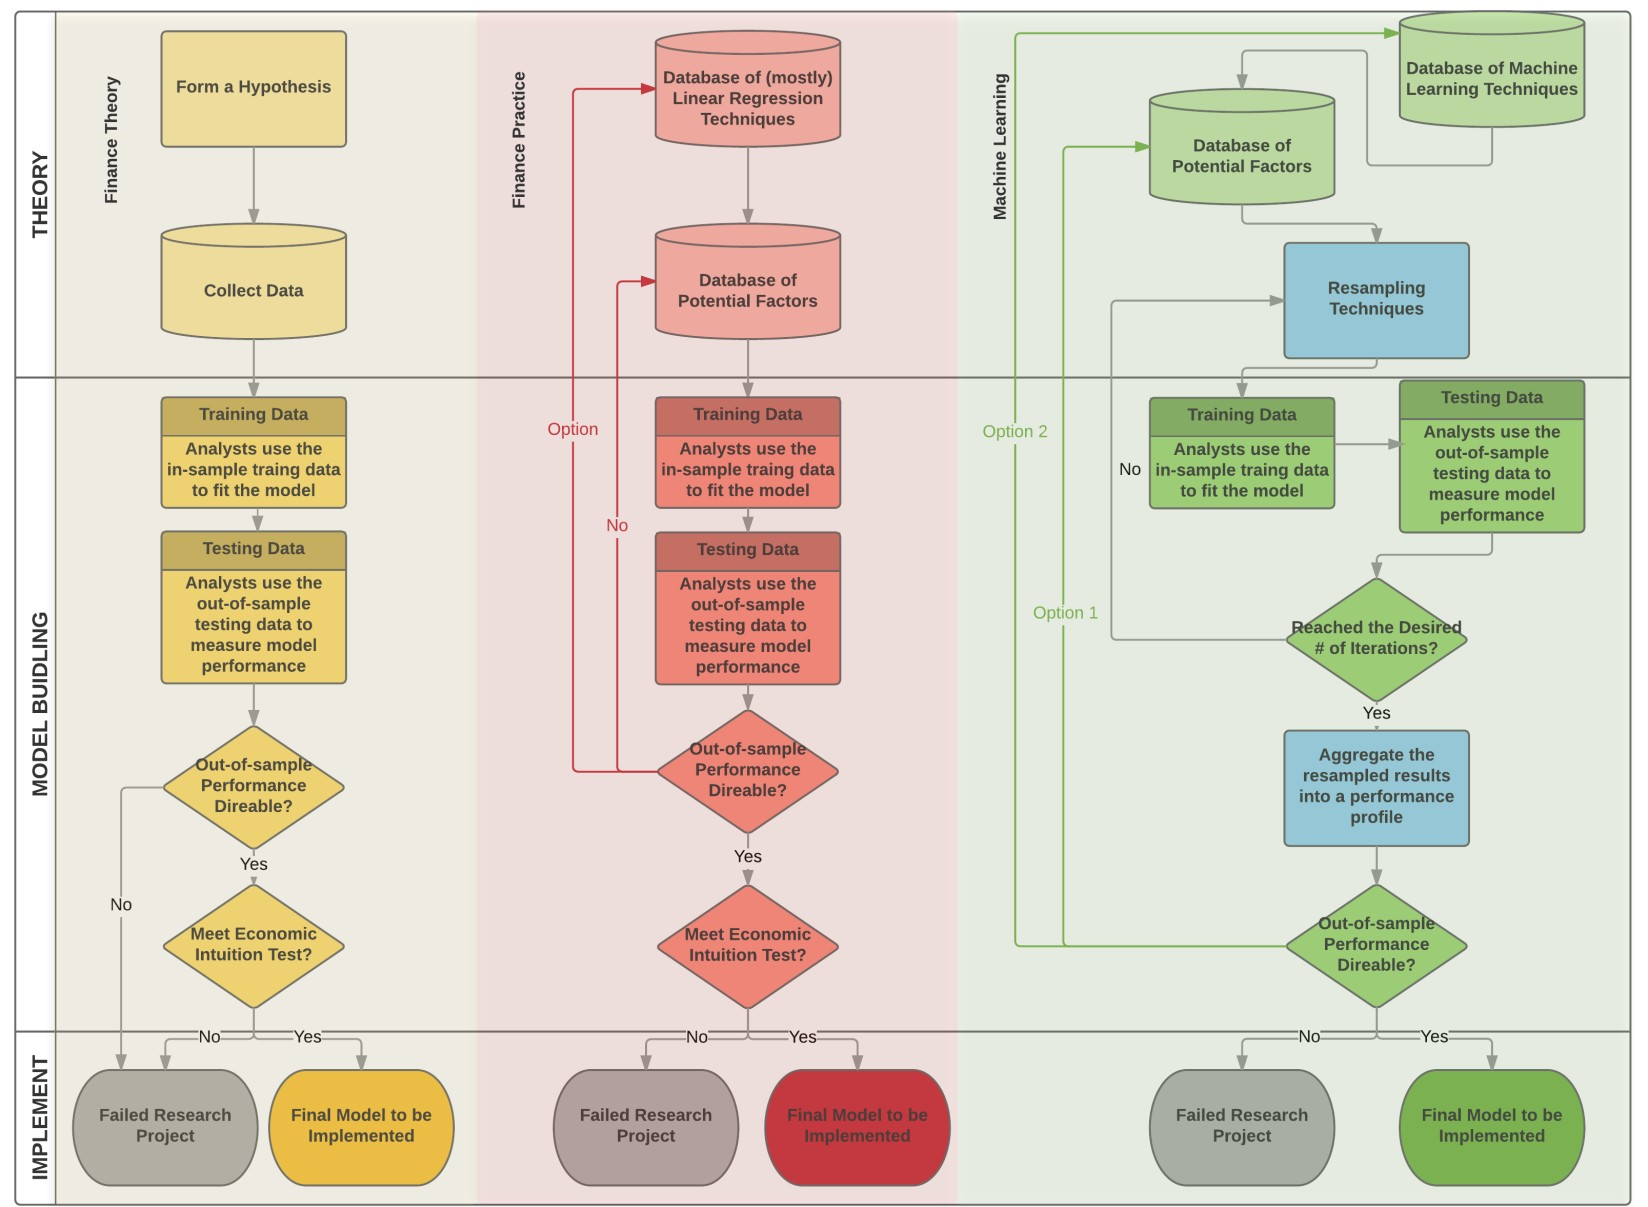 THEORY
MODEL BUIDLING
IMPLEMENT
Finance Theory
Form a Hypothesis
Collect Data
Training Data
Analysts use the
in-sample traing data
to fit the model
Testing Data
Analysts use the
out-of-sample
testing data to
measure model
performance
Out-of-sample
Performance
Direable?
Yes
No
Meet Economic
Intuition Test?
No
Yes
Failed Research
Project
Final Model to be
Implemented
Finance Practice
Database of (mostly)
Linear Regression
Techniques
Database of
Potential Factors
Option
No
Training Data
Analysts use the
in-sample traing data
to fit the model
Testing Data
Analysts use the
out-of-sample
testing data to
measure model
performance
Out-of-sample
Performance
Direable?
Yes
Meet Economic
Intuition Test?
No
Yes
Failed Research
Project
Final Model to be
Implemented
Machine Learning
Database of Machine
Learning Techniques
Database of
Potential Factors
Resampling
Techniques
Option 2
Option 1
No
Training Data
Analysts use the
in-sample traing data
to fit the model
Testing Data
Analysts use the
out-of-sample
testing data to
measure model
performance
Reached the Desired
# of Iterations?
Yes
Aggregate the
resampled results
into a performance
profile
Out-of-sample
Performance
Direable?
No
Yes
Failed Research
Project
Final Model to be
Implemented